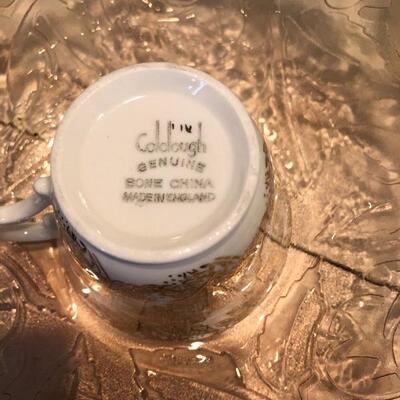 Colclough
GENUINE
BONE CHINA
MADE IN ENGLAND